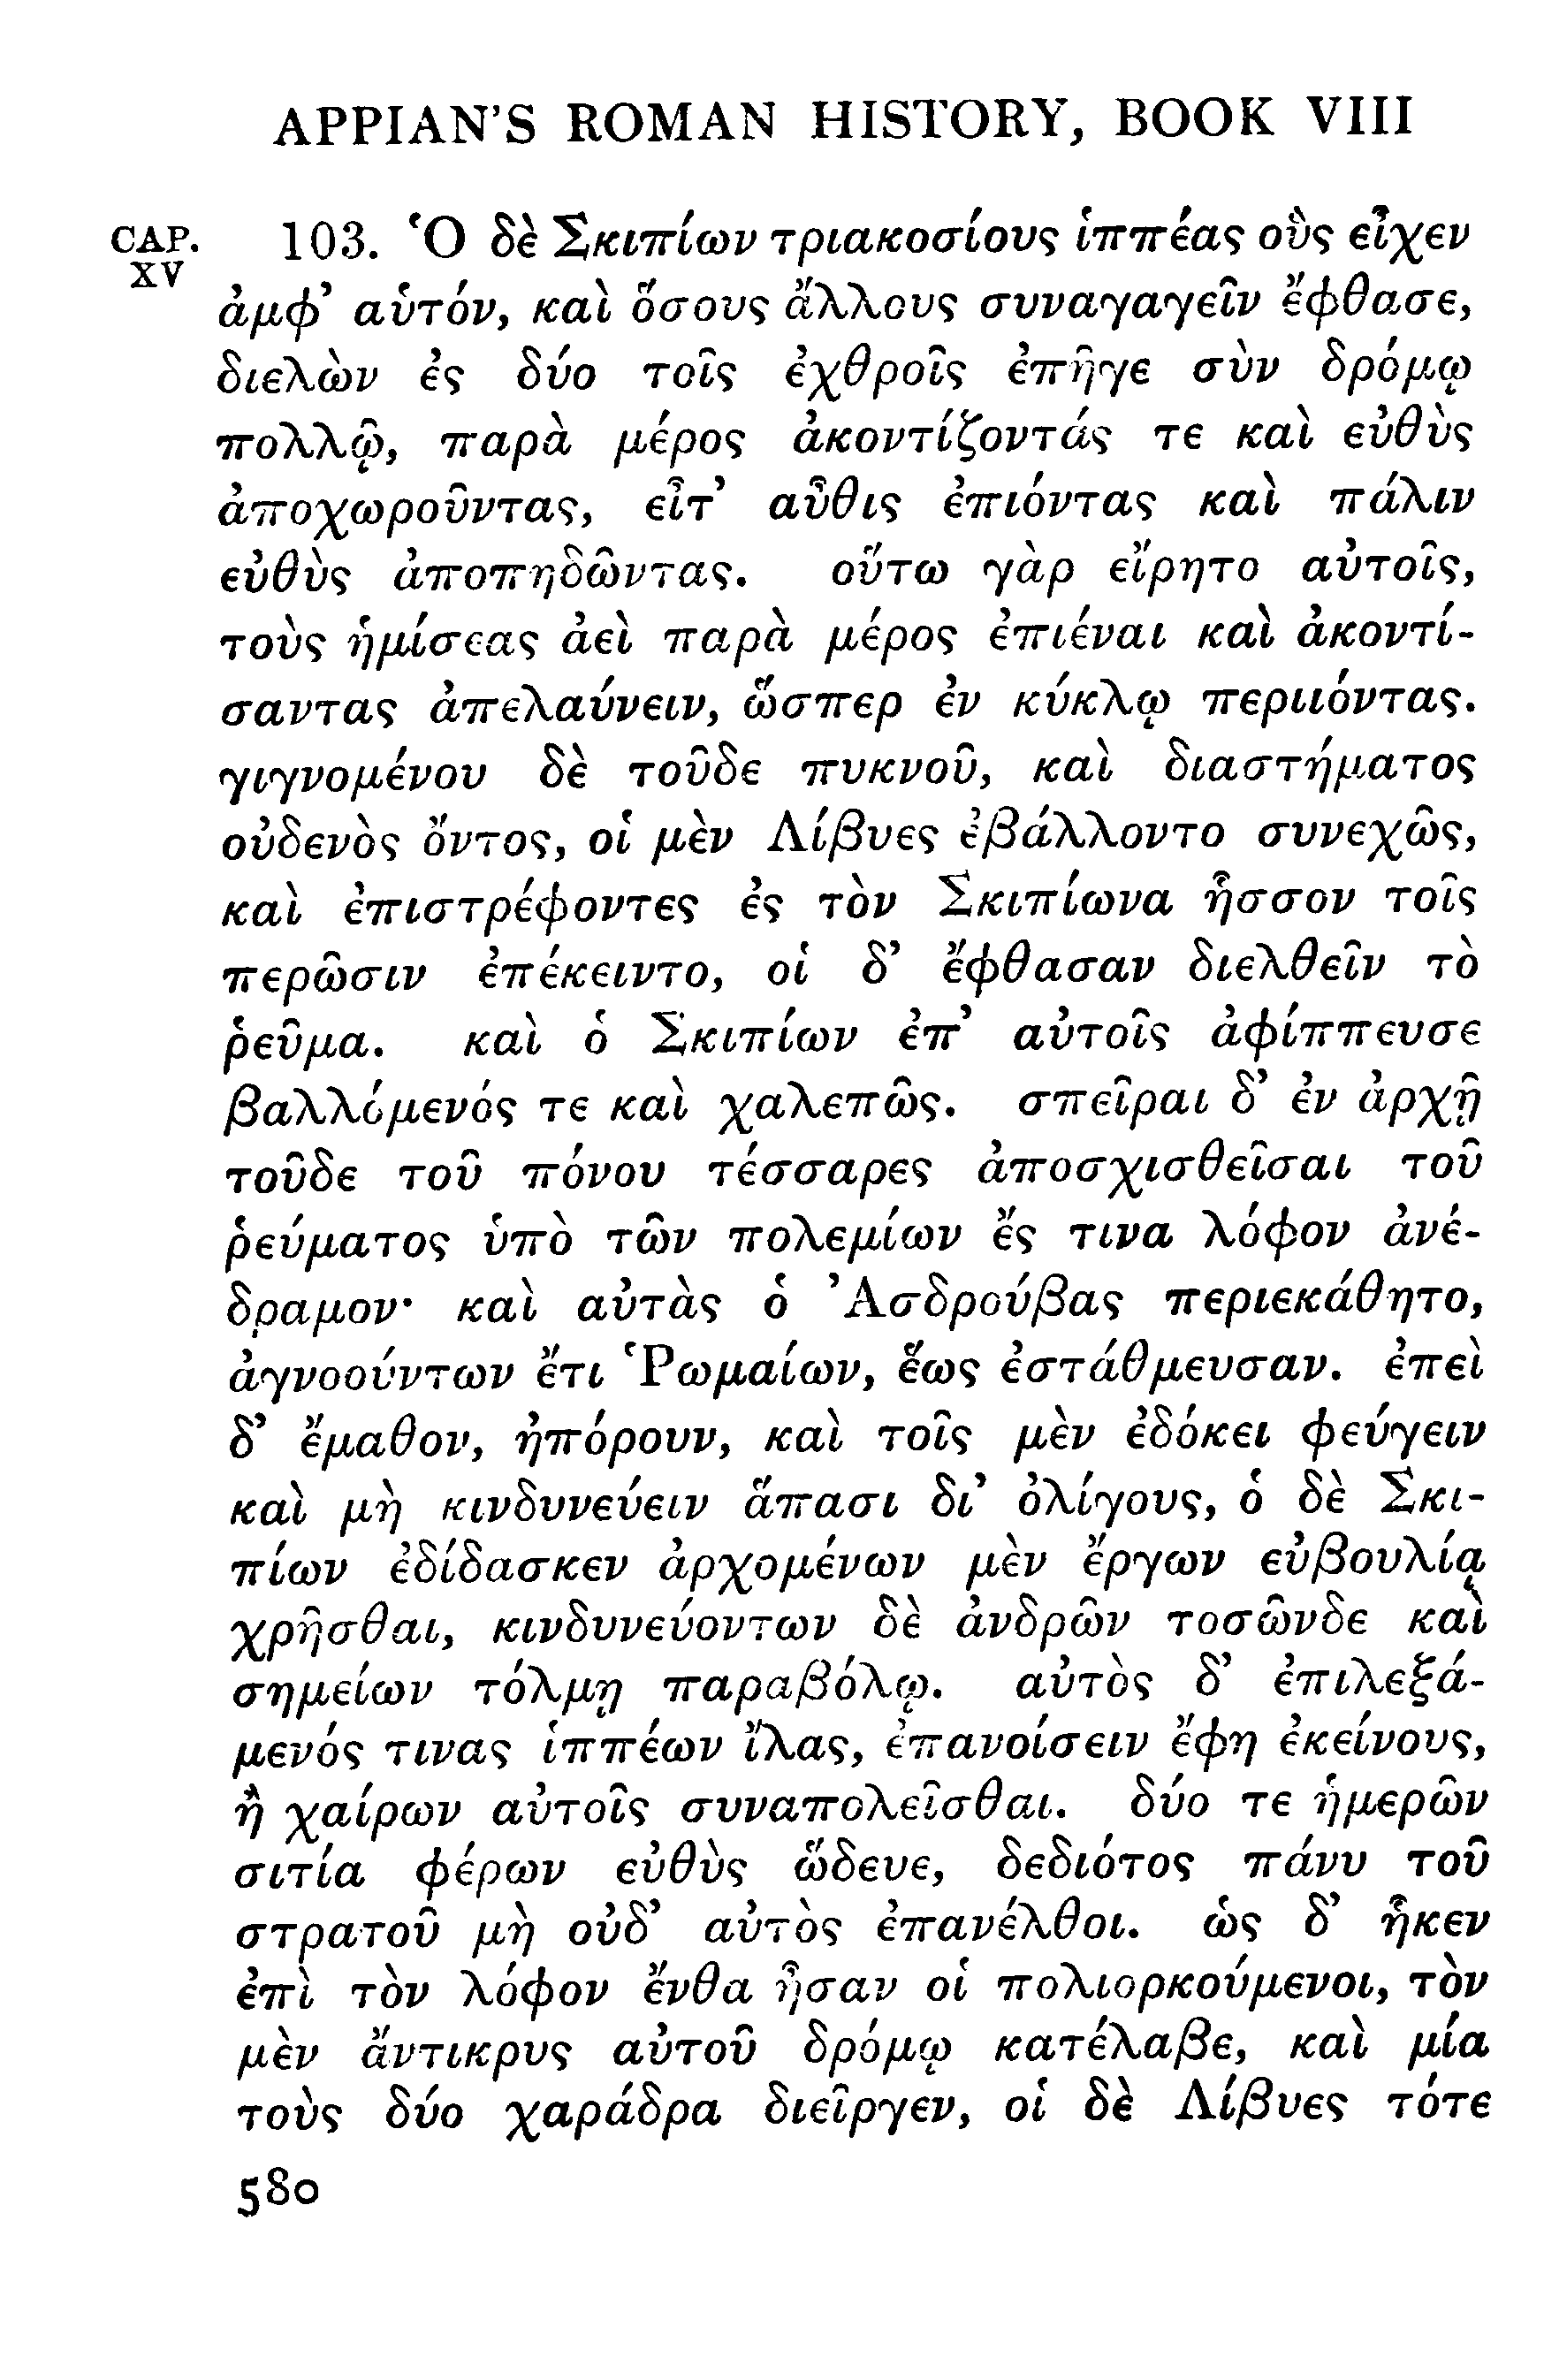 APPIAN'S ROMAN HISTORY, BOOK VIII
CAP. XV
103. Ὁ δὲ Σκιπίων τριακοσίους ἱππέας οὓς εἶχεν
ἀμφ’ αὑτόν, καὶ ὅσους ἄλλους συναγαγεῖν ἔφθασε,
διελὼν ἐς δύο τοῖς ἐχθροῖς ἐπῆγε σὺν δρόμῳ
πολλῷ, παρὰ μέρος ἀκοντίζοντάς τε καὶ εὐθὺς
ἀποχωροῦντας, εἶτ’ αὖθις ἐπιόντας καὶ πάλιν
εὐθὺς ἀποπηδῶντας. οὕτω γὰρ εἴρητο αὐτοῖς,
τοὺς ἡμίσεας ἀεὶ παρὰ μέρος ἐπιέναι καὶ ἀκοντί-
σαντας ἀπελαύνειν, ὥσπερ ἐν κύκλῳ περιιόντας.
γιγνομένου δὲ τοῦδε πυκνοῦ, καὶ διαστήματος
οὐδενὸς ὄντος, οἱ μὲν Λίβυες ἐβάλλοντο συνεχῶς,
καὶ ἐπιστρέφοντες ἐς τὸν Σκιπίωνα ἧσσον τοῖς
περῶσιν ἐπέκειντο, οἱ δ’ ἔφθασαν διελθεῖν τὸ
ῥεῦμα. καὶ ὁ Σκιπίων ἐπ’ αὐτοῖς ἀφίππευσε
βαλλόμενός τε καὶ χαλεπῶς. σπεῖραι δ’ ἐν ἀρχῇ
τοῦδε τοῦ πόνου τέσσαρες ἀποσχισθεῖσαι τοῦ
ῥεύματος ὑπὸ τῶν πολεμίων ἔς τινα λόφον ἀνέ-
δραμον· καὶ αὐτὰς ὁ Ἀσδρούβας περιεκάθητο,
ἀγνοούντων ἔτι Ῥωμαίων, ἕως ἐστάθμευσαν. ἐπεὶ
δ’ ἔμαθον, ἠπόρουν, καὶ τοῖς μὲν ἐδόκει φεύγειν
καὶ μὴ κινδυνεύειν ἅπασι δι’ ὀλίγους, ὁ δὲ Σκι-
πίων ἐδίδασκεν ἀρχομένων μὲν ἔργων εὐβουλίᾳ
χρῆσθαι, κινδυνευόντων δὲ ἀνδρῶν τοσῶνδε καὶ
σημείων τόλμῃ παραβόλῳ. αὐτὸς δ’ ἐπιλεξά-
μενός τινας ἱππέων ἴλας, ἐπανοίσειν ἔφη ἐκείνους,
ἢ χαίρων αὐτοῖς συναπολεῖσθαι. δύο τε ἡμερῶν
σιτία φέρων εὐθὺς ὥδευε, δεδιότος πάνυ τοῦ
στρατοῦ μὴ οὐδ’ αὐτὸς ἐπανέλθοι. ὡς δ’ ἧκεν
ἐπὶ τὸν λόφον ἔνθα ἦσαν οἱ πολιορκούμενοι, τὸν
μὲν ἄντικρυς αὐτοῦ δρόμῳ κατέλαβε, καὶ μία
τοὺς δύο χαράδρα διεῖργεν, οἱ δὲ Λίβυες τότε
580